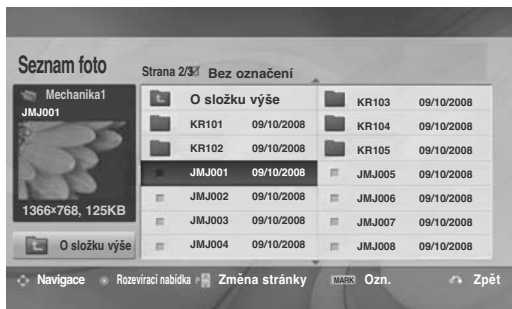 Seznam foto
Strana 2/3 Bez označení
Mechanika1
JMJ001
1366x768, 125KB
O složku výše
O složku výše
KR101 09/10/2008
KR102 09/10/2008
JMJ001 09/10/2008
JMJ002 09/10/2008
JMJ003 09/10/2008
JMJ004 09/10/2008
KR103 09/10/2008
KR104 09/10/2008
KR105 09/10/2008
JMJ005 09/10/2008
JMJ006 09/10/2008
JMJ007 09/10/2008
JMJ008 09/10/2008
Navigace Rozevírací nabídka P Změna stránky MARK Ozn. Zpět